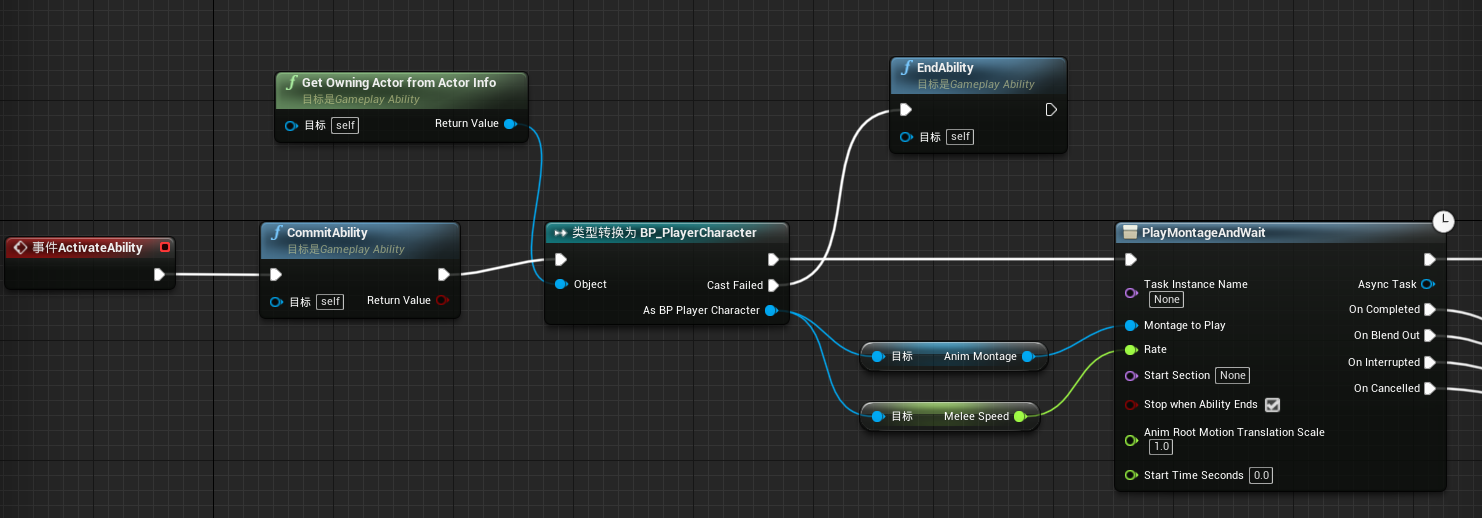 Get Owning Actor from Actor Info
目标是Gameplay Ability
目标 self Return Value
EndAbility
目标是Gameplay Ability
目标 self
事件ActivateAbility
CommitAbility
目标是Gameplay Ability
目标 self Return Value
类型转换为 BP_PlayerCharacter
Object
Cast Failed
As BP Player Character
目标 Anim Montage
目标 Melee Speed
PlayMontageAndWait
Task Instance Name
None
Async Task
On Completed
Montage to Play
On Blend Out
Rate
On Interrupted
Start Section None
On Cancelled
Stop when Ability Ends
Anim Root Motion Translation Scale
1.0
Start Time Seconds 0.0